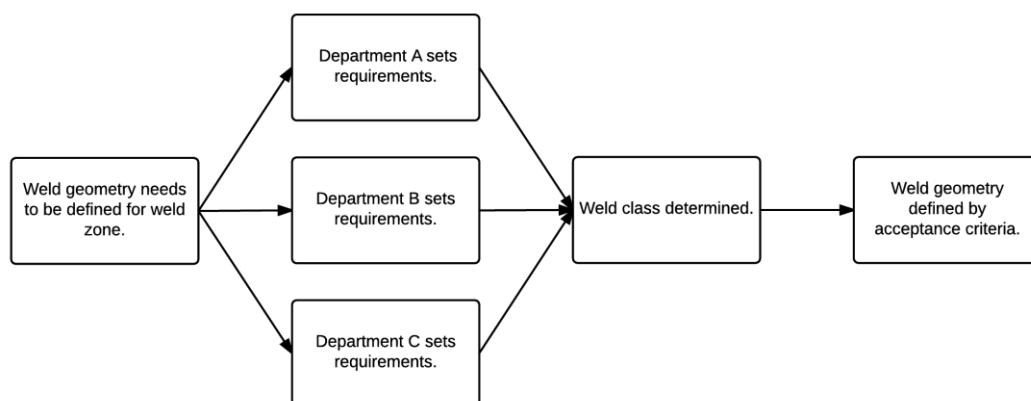 Weld geometry needs
to be defined for weld
zone.
Department A sets
requirements.
Department B sets
requirements.
Department C sets
requirements.
Weld class determined.
Weld geometry
defined by
acceptance criteria.